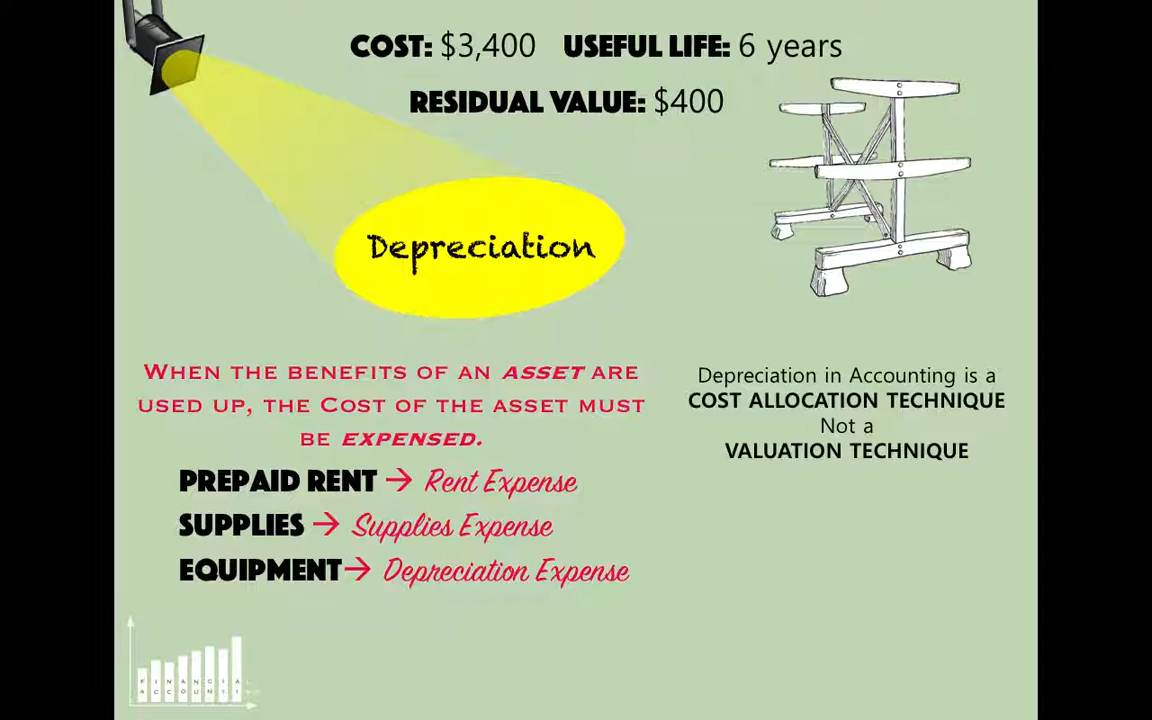 COST: $3,400 USEFUL LIFE: 6 years
RESIDUAL VALUE: $400
Depreciation
WHEN THE BENEFITS OF AN ASSET ARE
USED UP, THE COST OF THE ASSET MUST
BE EXPENSED.
PREPAID RENT → Rent Expense
SUPPLIES → Supplies Expense
EQUIPMENT → Depreciation Expense
Depreciation in Accounting is a
COST ALLOCATION TECHNIQUE
Not a
VALUATION TECHNIQUE
FINANCIAL